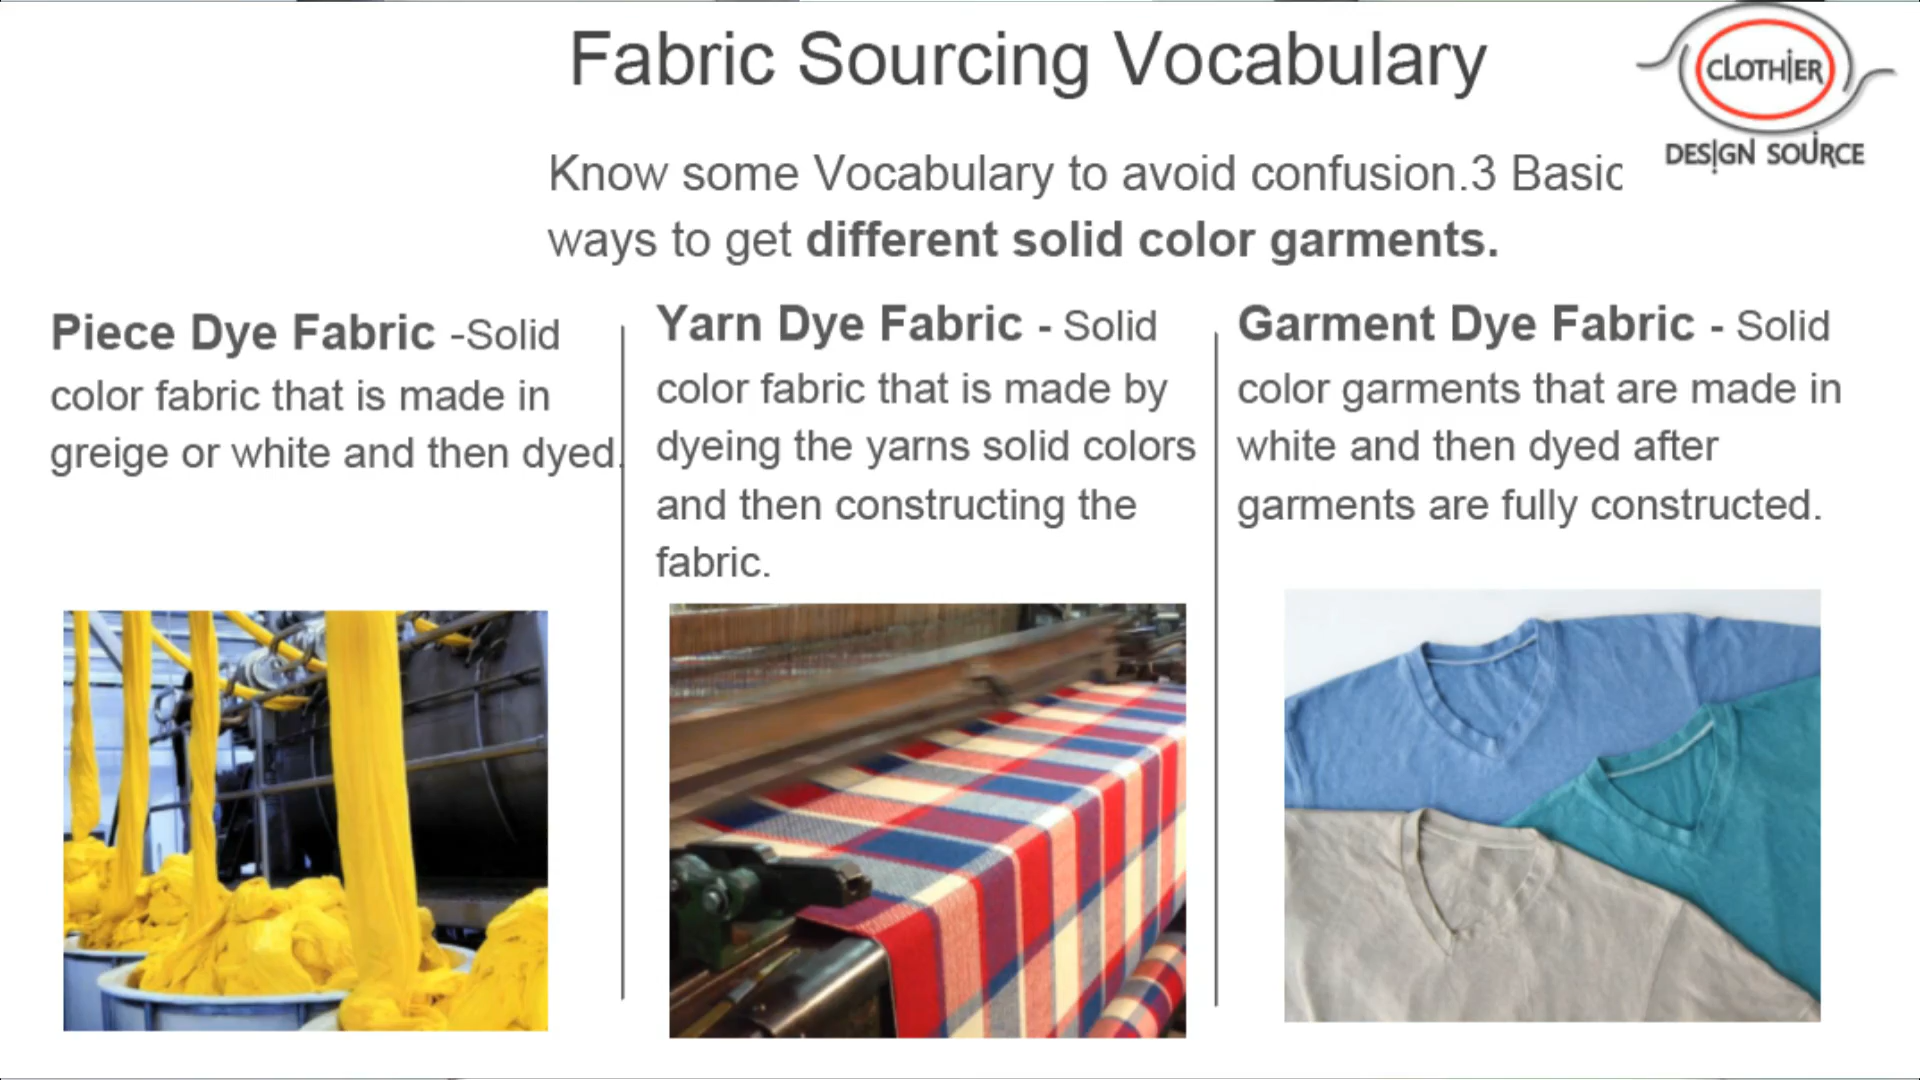 Fabric Sourcing Vocabulary
CLOTHIER
DESIGN SOURCE
Know some Vocabulary to avoid confusion.3 Basic
ways to get different solid color garments.
Piece Dye Fabric -Solid
color fabric that is made in
greige or white and then dyed.
Yarn Dye Fabric - Solid
color fabric that is made by
dyeing the yarns solid colors
and then constructing the
fabric.
Garment Dye Fabric - Solid
color garments that are made in
white and then dyed after
garments are fully constructed.